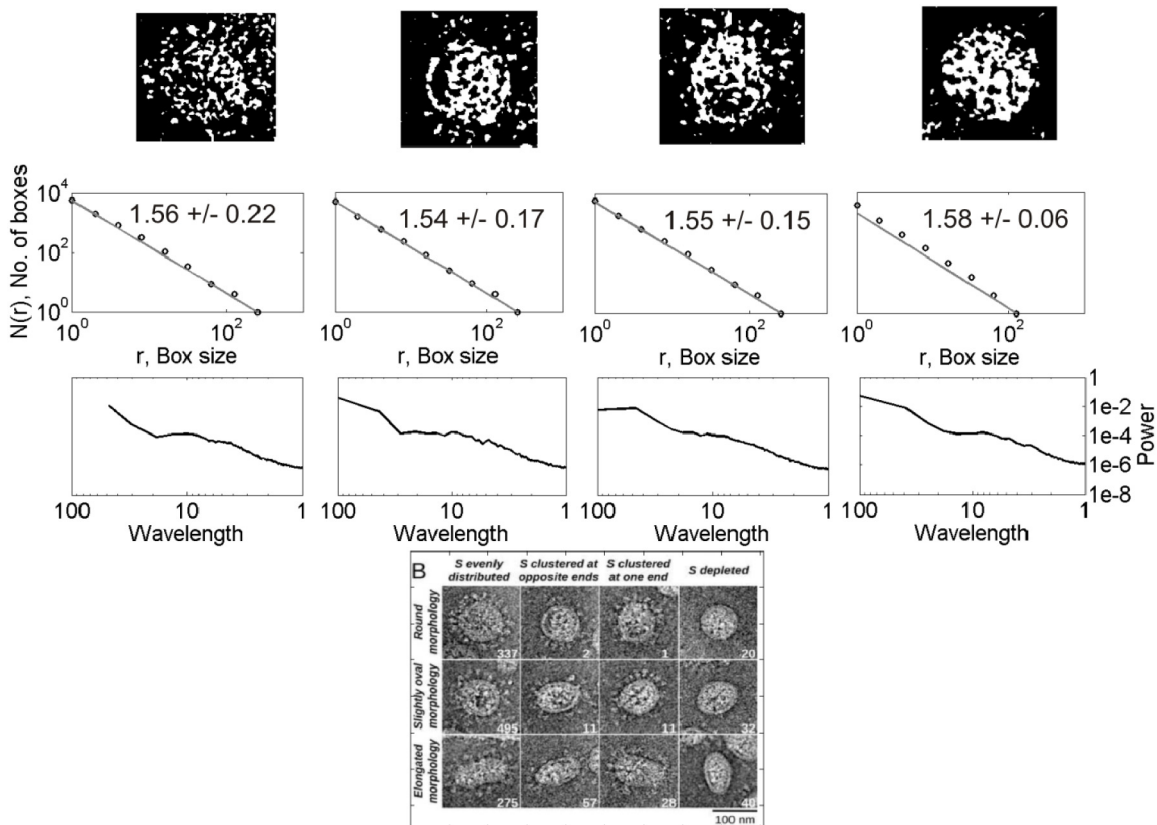 10^4
10^2
10^0
N(r), No. of boxes
1.56 +/- 0.22
1.54 +/- 0.17
1.55 +/- 0.15
1.58 +/- 0.06
10^0 10^2
10^0 10^2
10^0 10^2
10^0 10^2
r, Box size
r, Box size
r, Box size
r, Box size
1
1e-2
1e-4
1e-6
1e-8
Power
100 10 1
100 10 1
100 10 1
100 10 1
Wavelength
Wavelength
Wavelength
Wavelength
B
S evenly
distributed
S clustered at
opposite ends
S clustered
at one end
S depleted
Round
morphology
337 2 1 20
Slightly oval
morphology
495 11 11 32
Elongated
morphology
275 67 28 40
100 nm